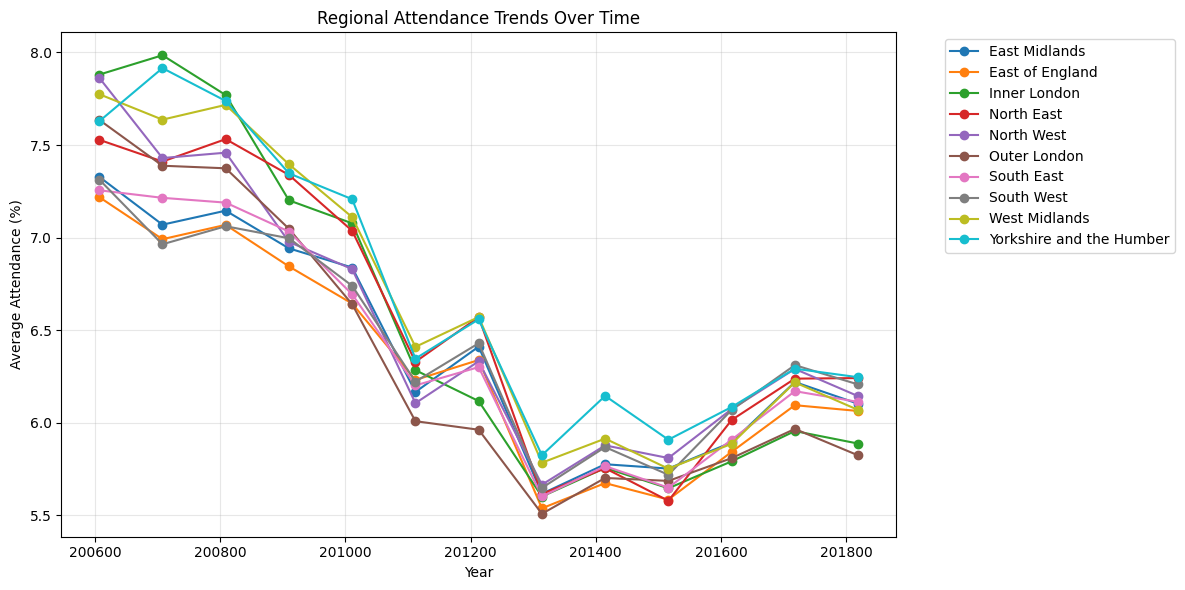 Regional Attendance Trends Over Time
8.0
7.5
7.0
6.5
6.0
5.5
Average Attendance (%)
200600 200800 201000 201200 201400 201600 201800
Year
East Midlands
East of England
Inner London
North East
North West
Outer London
South East
South West
West Midlands
Yorkshire and the Humber